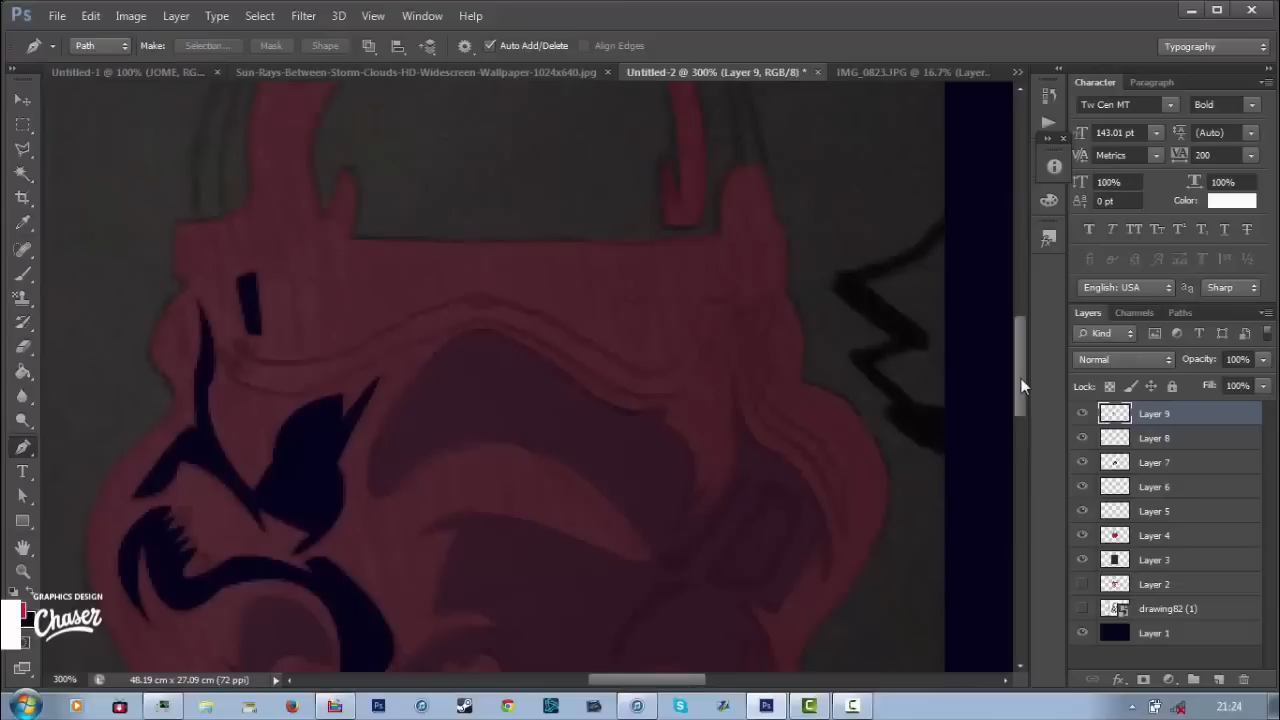 Ps File Edit Image Layer Type Select Filter 3D View Window Help
Path Make: Selection... Mask Shape Auto Add/Delete Align Edges Typography
Untitled-1 @ 100% (JOME, RG... × Sun-Rays-Between-Storm-Clouds-HD-Widescreen-Wallpaper-1024x640.jpg × Untitled-2 @ 300% (Layer 9, RGB/8) * × IMG_0823.JPG @ 16.7% (Layer...
Character Paragraph
Tw Cen MT Bold
143.01 pt (Auto)
Metrics 200
100% 100%
0 pt Color:
English: USA Sharp
Layers Channels Paths
Kind
Normal Opacity: 100%
Lock: Fill: 100%
Layer 9
Layer 8
Layer 7
Layer 6
Layer 5
Layer 4
Layer 3
Layer 2
drawing82 (1)
Layer 1
GRAPHICS DESIGN
Chaser
300% 48.19 cm x 27.09 cm (72 ppi)
21:24